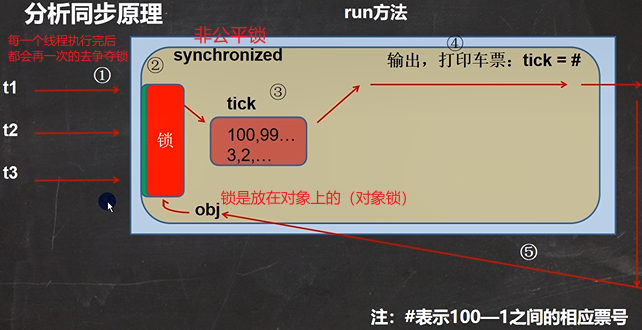 分析同步原理
run方法
每一个线程执行完后
都会再一次的去争夺锁
①
非公平锁
②
synchronized
④
输出，打印车票：tick = #
t1
t2
t3
锁
tick
③
100,99…
3,2,…
锁是放在对象上的（对象锁）
obj
⑤
注：#表示100—1之间的相应票号